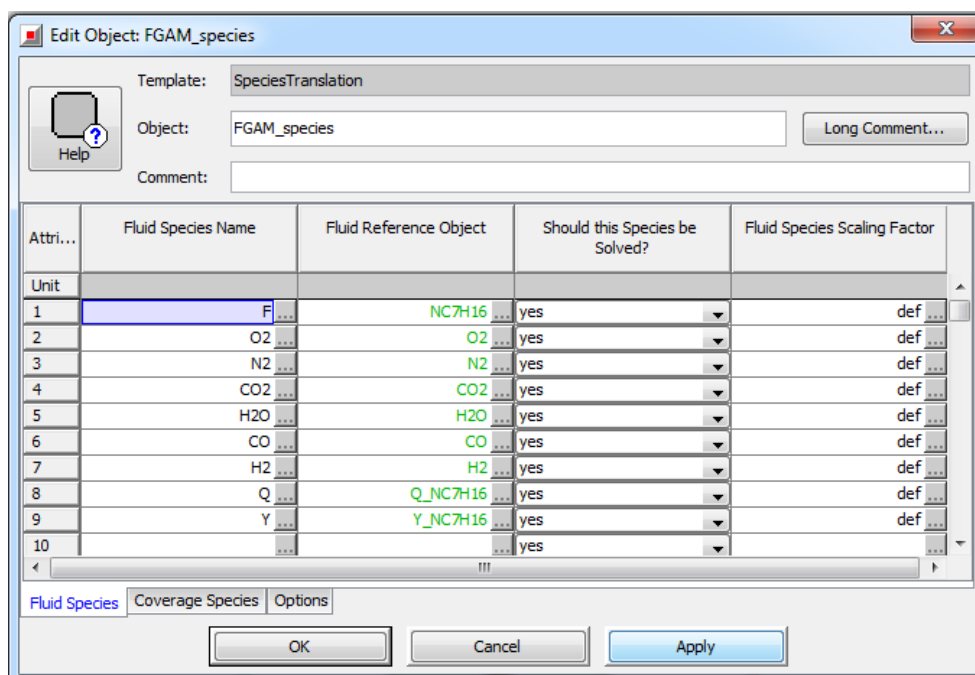 Edit Object: FGAM_species
Template: SpeciesTranslation
Help
Object: FGAM_species Long Comment...
Comment:
Attri... Fluid Species Name Fluid Reference Object Should this Species be Solved? Fluid Species Scaling Factor
Unit
1 F ... NC7H16 ... yes def ...
2 O2 ... O2 ... yes def ...
3 N2 ... N2 ... yes def ...
4 CO2 ... CO2 ... yes def ...
5 H2O ... H2O ... yes def ...
6 CO ... CO ... yes def ...
7 H2 ... H2 ... yes def ...
8 Q ... Q_NC7H16 ... yes def ...
9 Y ... Y_NC7H16 ... yes def ...
10 ... ... yes ...
Fluid Species Coverage Species Options
OK Cancel Apply